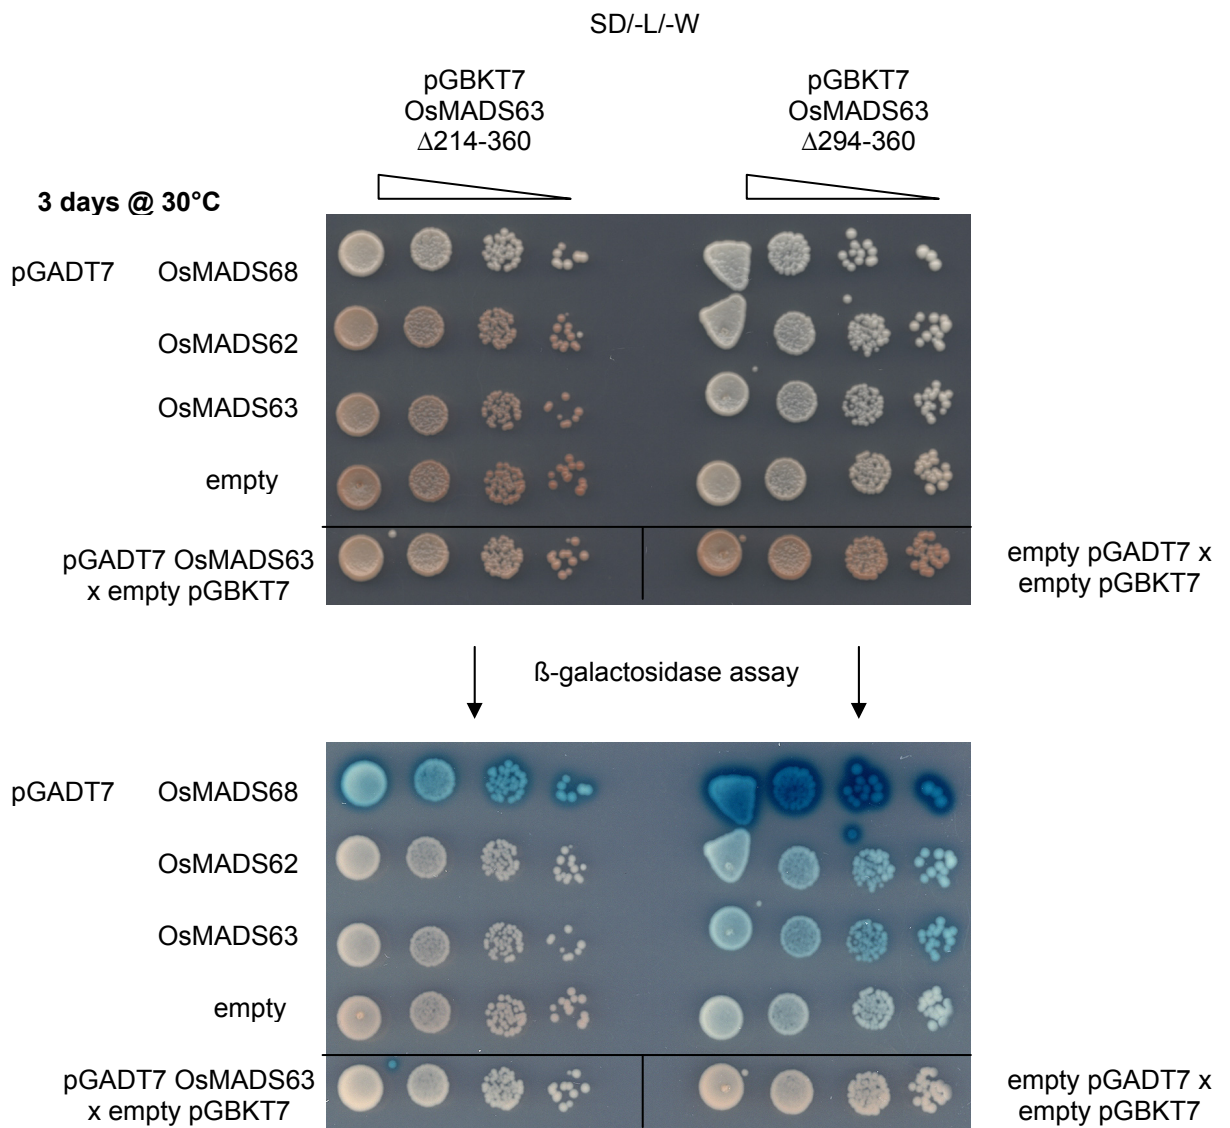 SD/-L/-W
pGBKT7
OsMADS63
Δ214-360
pGBKT7
OsMADS63
Δ294-360
3 days @ 30°C
pGADT7 OsMADS68
OsMADS62
OsMADS63
empty
pGADT7 OsMADS63
x empty pGBKT7
empty pGADT7 x
empty pGBKT7
ß-galactosidase assay
pGADT7 OsMADS68
OsMADS62
OsMADS63
empty
pGADT7 OsMADS63
x empty pGBKT7
empty pGADT7 x
empty pGBKT7